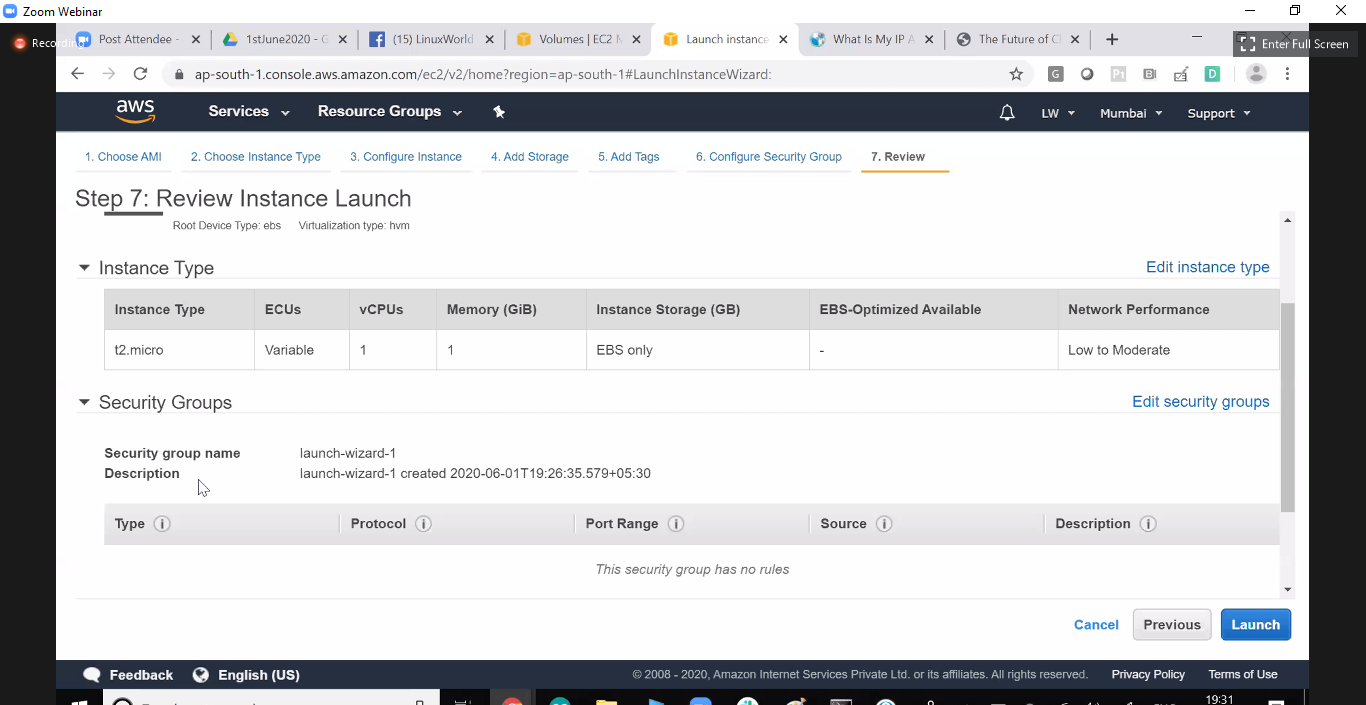 Zoom Webinar
Recording
Post Attendee -
1stJune2020 - G
(15) LinuxWorld
Volumes | EC2 M
Launch instance
What Is My IP A
The Future of Cl
Enter Full Screen
ap-south-1.console.aws.amazon.com/ec2/v2/home?region=ap-south-1#LaunchInstanceWizard:
aws
Services
Resource Groups
LW
Mumbai
Support
1. Choose AMI
2. Choose Instance Type
3. Configure Instance
4. Add Storage
5. Add Tags
6. Configure Security Group
7. Review
Step 7: Review Instance Launch
Root Device Type: ebs Virtualization type: hvm
Instance Type
Edit instance type
Instance Type ECUs vCPUs Memory (GiB) Instance Storage (GB) EBS-Optimized Available Network Performance
t2.micro Variable 1 1 EBS only - Low to Moderate
Security Groups
Edit security groups
Security group name launch-wizard-1
Description launch-wizard-1 created 2020-06-01T19:26:35.579+05:30
Type Protocol Port Range Source Description
This security group has no rules
Cancel
Previous
Launch
Feedback
English (US)
© 2008 - 2020, Amazon Internet Services Private Ltd. or its affiliates. All rights reserved.
Privacy Policy
Terms of Use
19:31